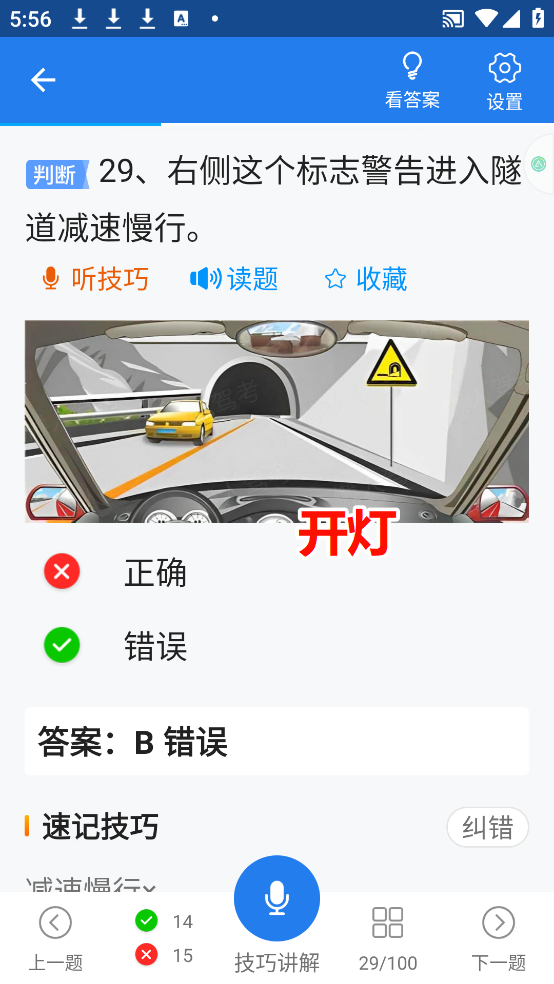 5:56
看答案
设置
判断 29、右侧这个标志警告进入隧
道减速慢行。
听技巧 读题 收藏
驾考
开灯
正确
错误
答案：B 错误
速记技巧 纠错
减速慢行×
14
15
上一题 技巧讲解 29/100 下一题